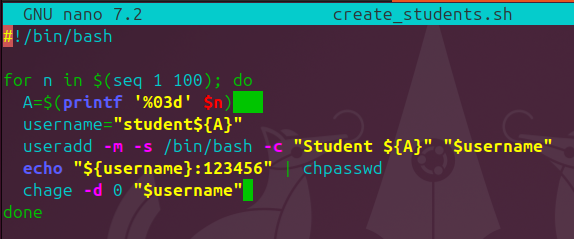 GNU nano 7.2 create_students.sh
#!/bin/bash
for n in $(seq 1 100); do
A=$(printf '%03d' $n)
username="student${A}"
useradd -m -s /bin/bash -c "Student ${A}" "$username"
echo "${username}:123456" | chpasswd
chage -d 0 "$username"
done